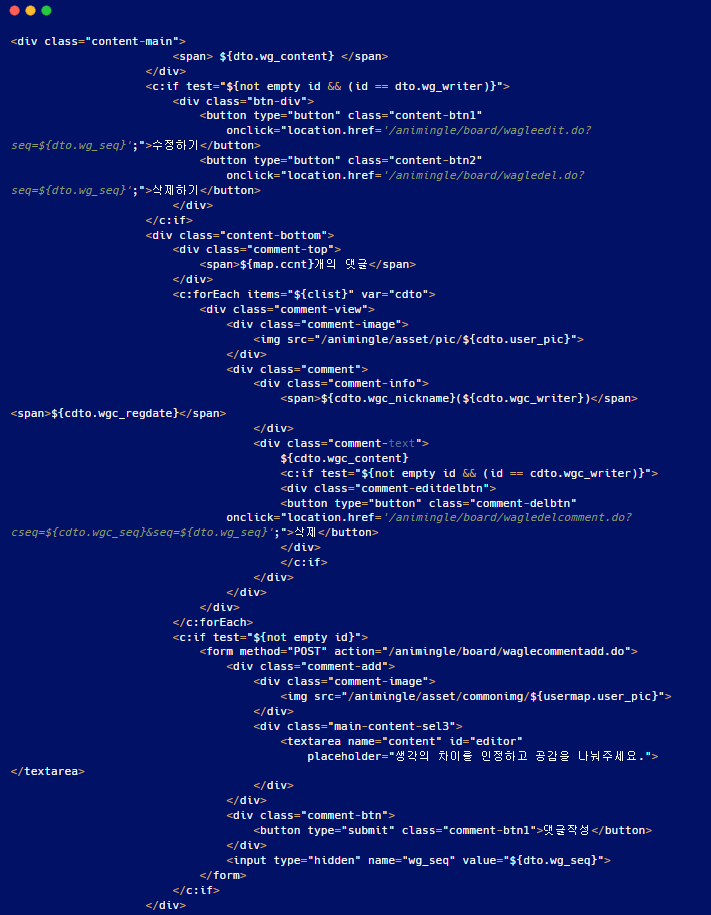 <div class="content-main">
<span> ${dto.wg_content} </span>
</div>
<c:if test="${not empty id && (id == dto.wg_writer)}">
<div class="btn-div">
<button type="button" class="content-btn1"
onclick="location.href='/animingle/board/wagleedit.do?
seq=${dto.wg_seq}';">수정하기</button>
<button type="button" class="content-btn2"
onclick="location.href='/animingle/board/wagledel.do?
seq=${dto.wg_seq}';">삭제하기</button>
</div>
</c:if>
<div class="content-bottom">
<div class="comment-top">
<span>${map.ccnt}개의 댓글</span>
</div>
<c:forEach items="${clist}" var="cdto">
<div class="comment-view">
<div class="comment-image">
<img src="/animingle/asset/pic/${cdto.user_pic}">
</div>
<div class="comment">
<div class="comment-info">
<span>${cdto.wgc_nickname}(${cdto.wgc_writer})</span>
<span>${cdto.wgc_regdate}</span>
</div>
<div class="comment-text">
${cdto.wgc_content}
<c:if test="${not empty id && (id == cdto.wgc_writer)}">
<div class="comment-editdelbtn">
<button type="button" class="comment-delbtn"
onclick="location.href='/animingle/board/wagledelcomment.do?
cseq=${cdto.wgc_seq}&seq=${dto.wg_seq}';">삭제</button>
</div>
</c:if>
</div>
</div>
</div>
</c:forEach>
<c:if test="${not empty id}">
<form method="POST" action="/animingle/board/waglecommentadd.do">
<div class="comment-add">
<div class="comment-image">
<img src="/animingle/asset/commonimg/${usermap.user_pic}">
</div>
<div class="main-content-sel3">
<textarea name="content" id="editor"
placeholder="생각의 차이를 인정하고 공감을 나눠주세요.">
</textarea>
</div>
</div>
<div class="comment-btn">
<button type="submit" class="comment-btn1">댓글작성</button>
</div>
<input type="hidden" name="wg_seq" value="${dto.wg_seq}">
</form>
</c:if>
</div>